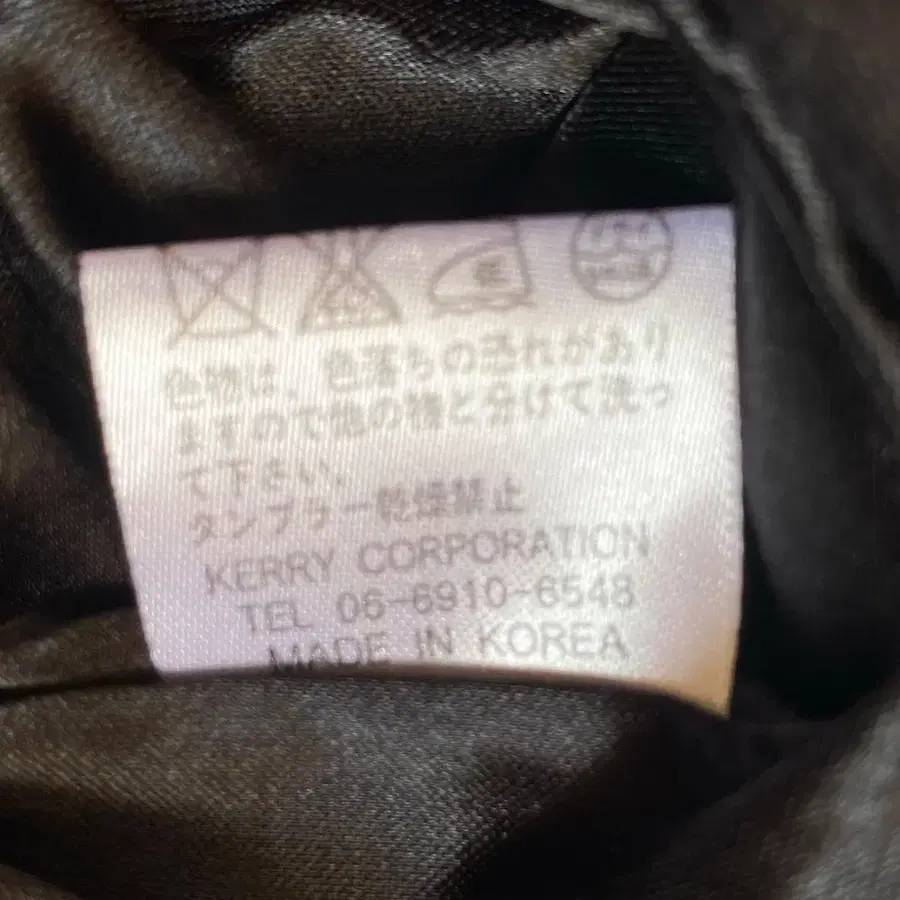 色物は、色落ちの恐れがあり
ますので他の物と分けて洗っ
て下さい。
タンブラー乾燥禁止
KERRY CORPORATION
TEL 06-6910-6548
MADE IN KOREA